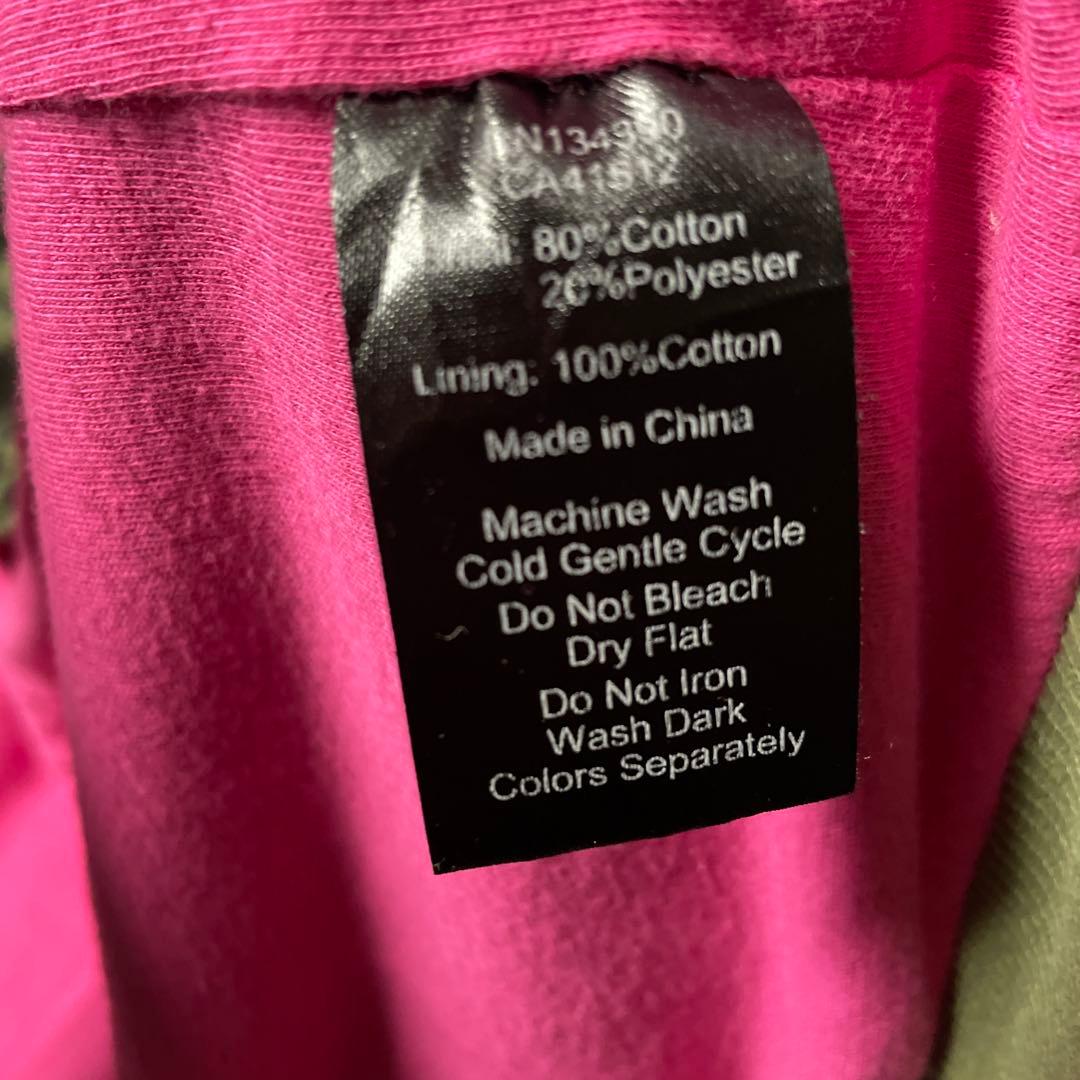 CA41512
80%Cotton
20%Polyester
Lining: 100%Cotton
Made in China
Machine Wash
Cold Gentle Cycle
Do Not Bleach
Dry Flat
Do Not Iron
Wash Dark
Colors Separately